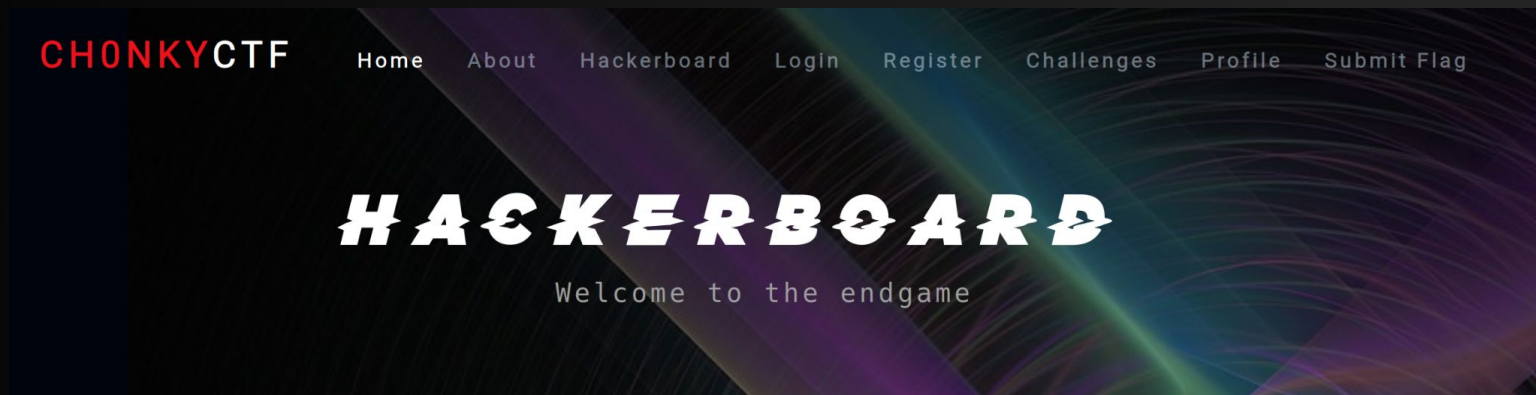 CH0NKYCTF Home About Hackerboard Login Register Challenges Profile Submit Flag
HACKERBOARD
Welcome to the endgame